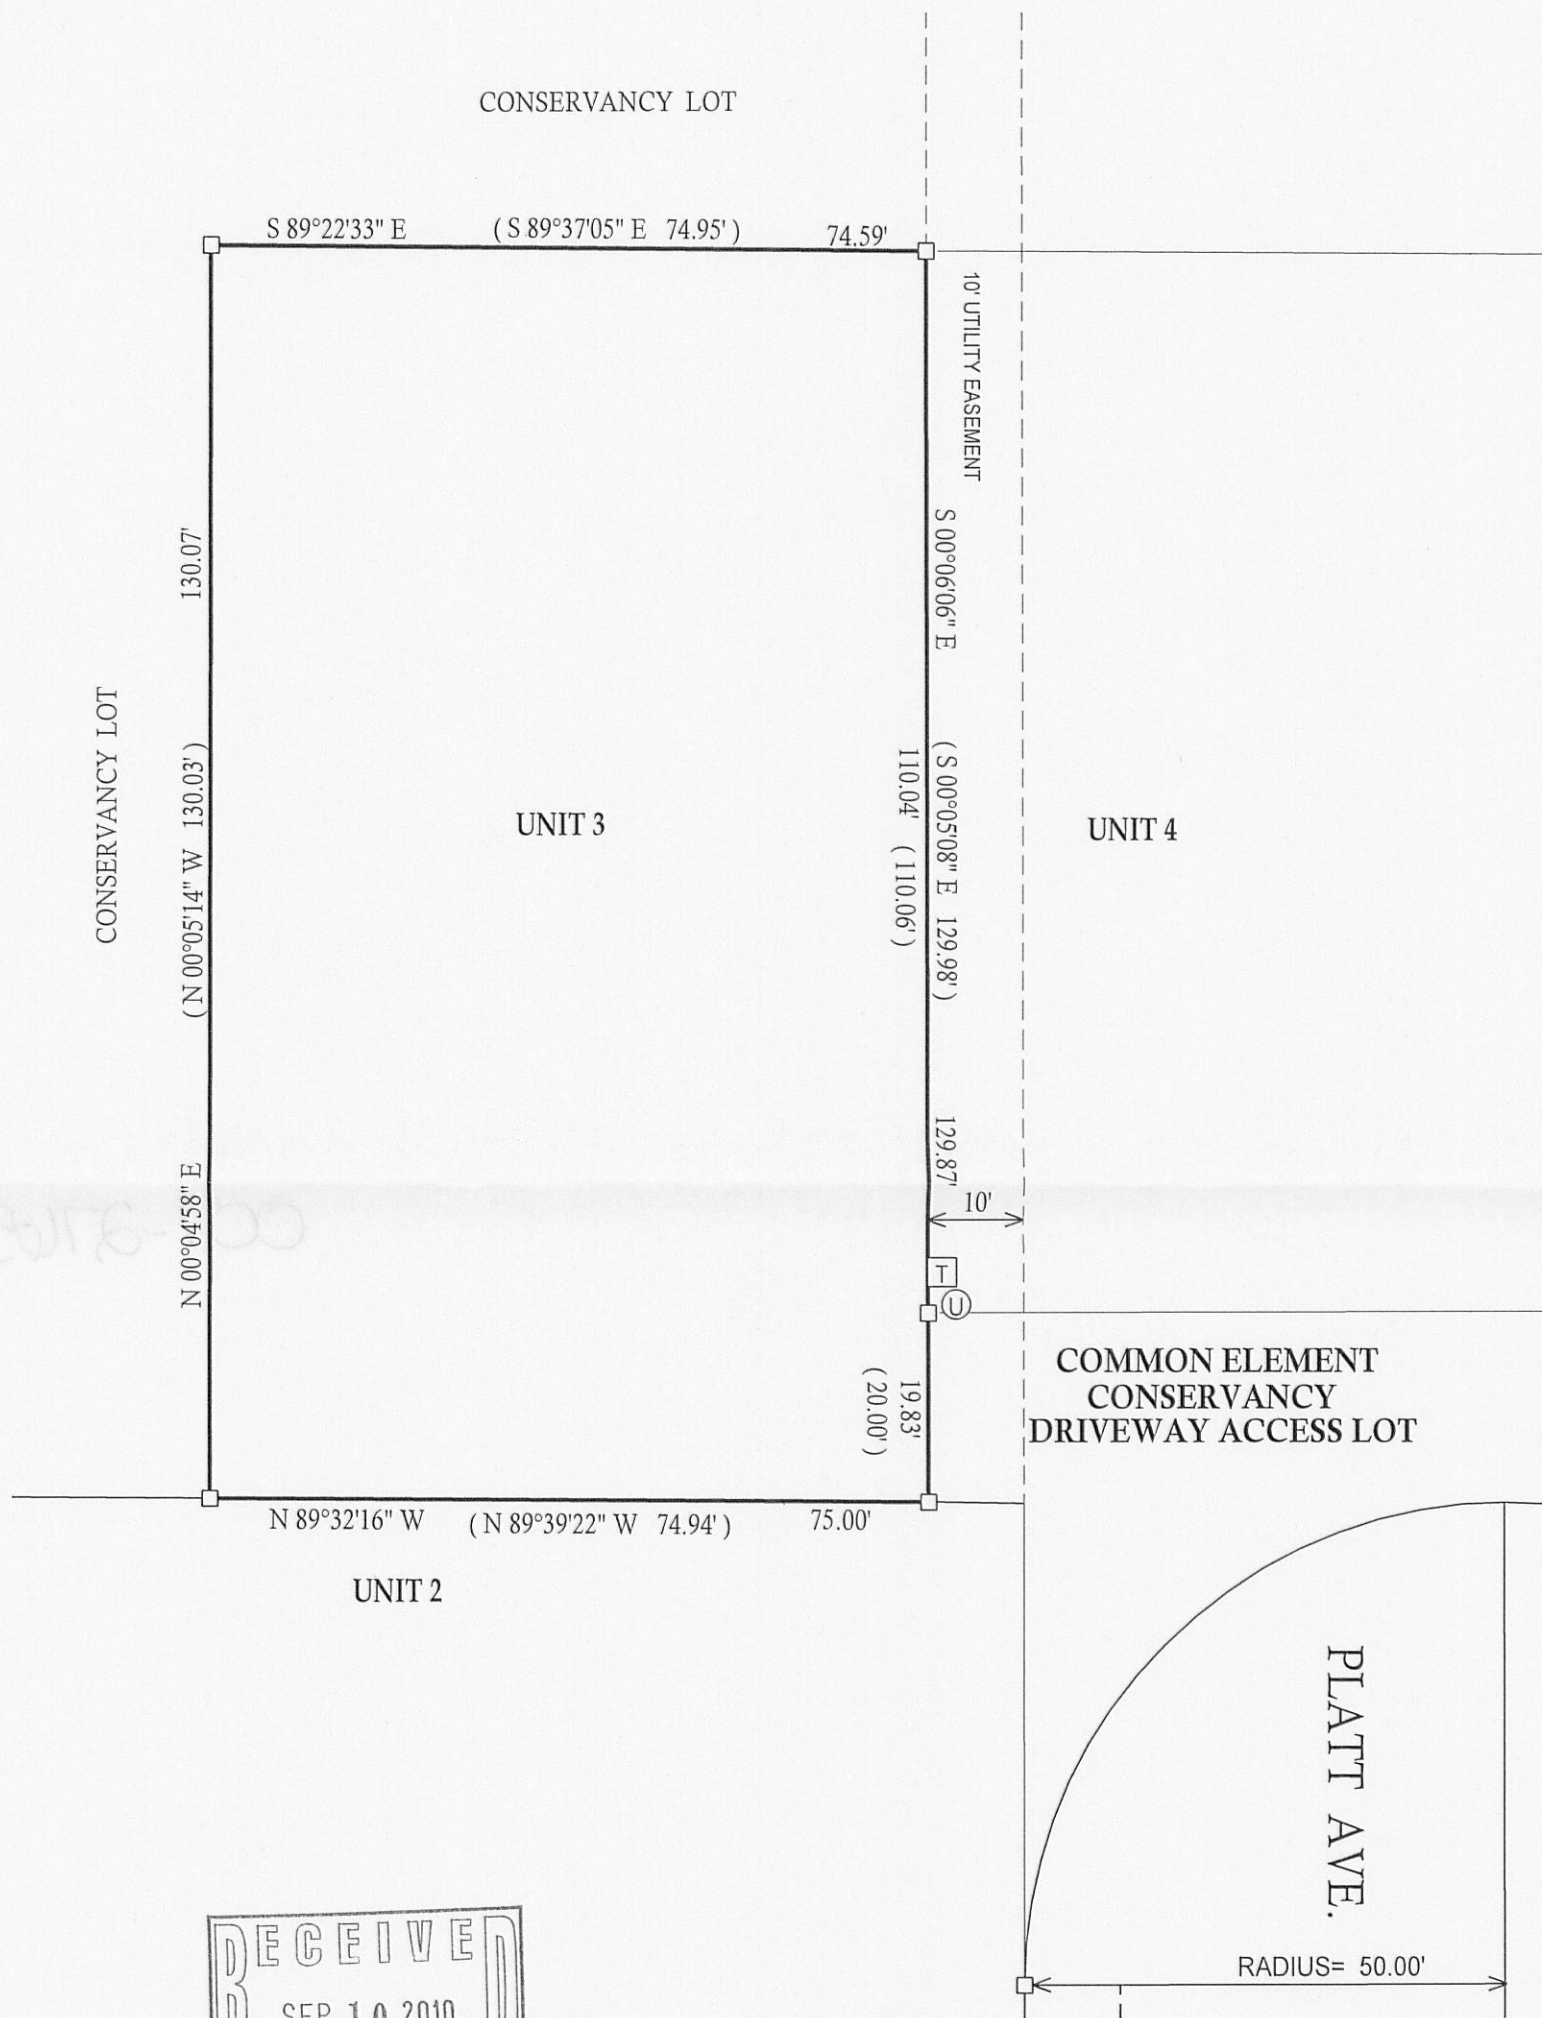 CONSERVANCY LOT
S 89°22'33" E ( S 89°37'05" E 74.95' ) 74.59'
10' UTILITY EASEMENT
S 00°06'06" E ( S 00°05'08" E 129.98' ) 129.87'
110.04' ( 110.06' )
N 00°04'58" E ( N 00°05'14" W 130.03' ) 130.07'
CONSERVANCY LOT
UNIT 3
UNIT 4
10'
T
U
19.83'
( 20.00' )
COMMON ELEMENT
CONSERVANCY
DRIVEWAY ACCESS LOT
N 89°32'16" W ( N 89°39'22" W 74.94' ) 75.00'
UNIT 2
PLATT AVE.
RADIUS= 50.00'
RECEIVED
SEP 10 2010